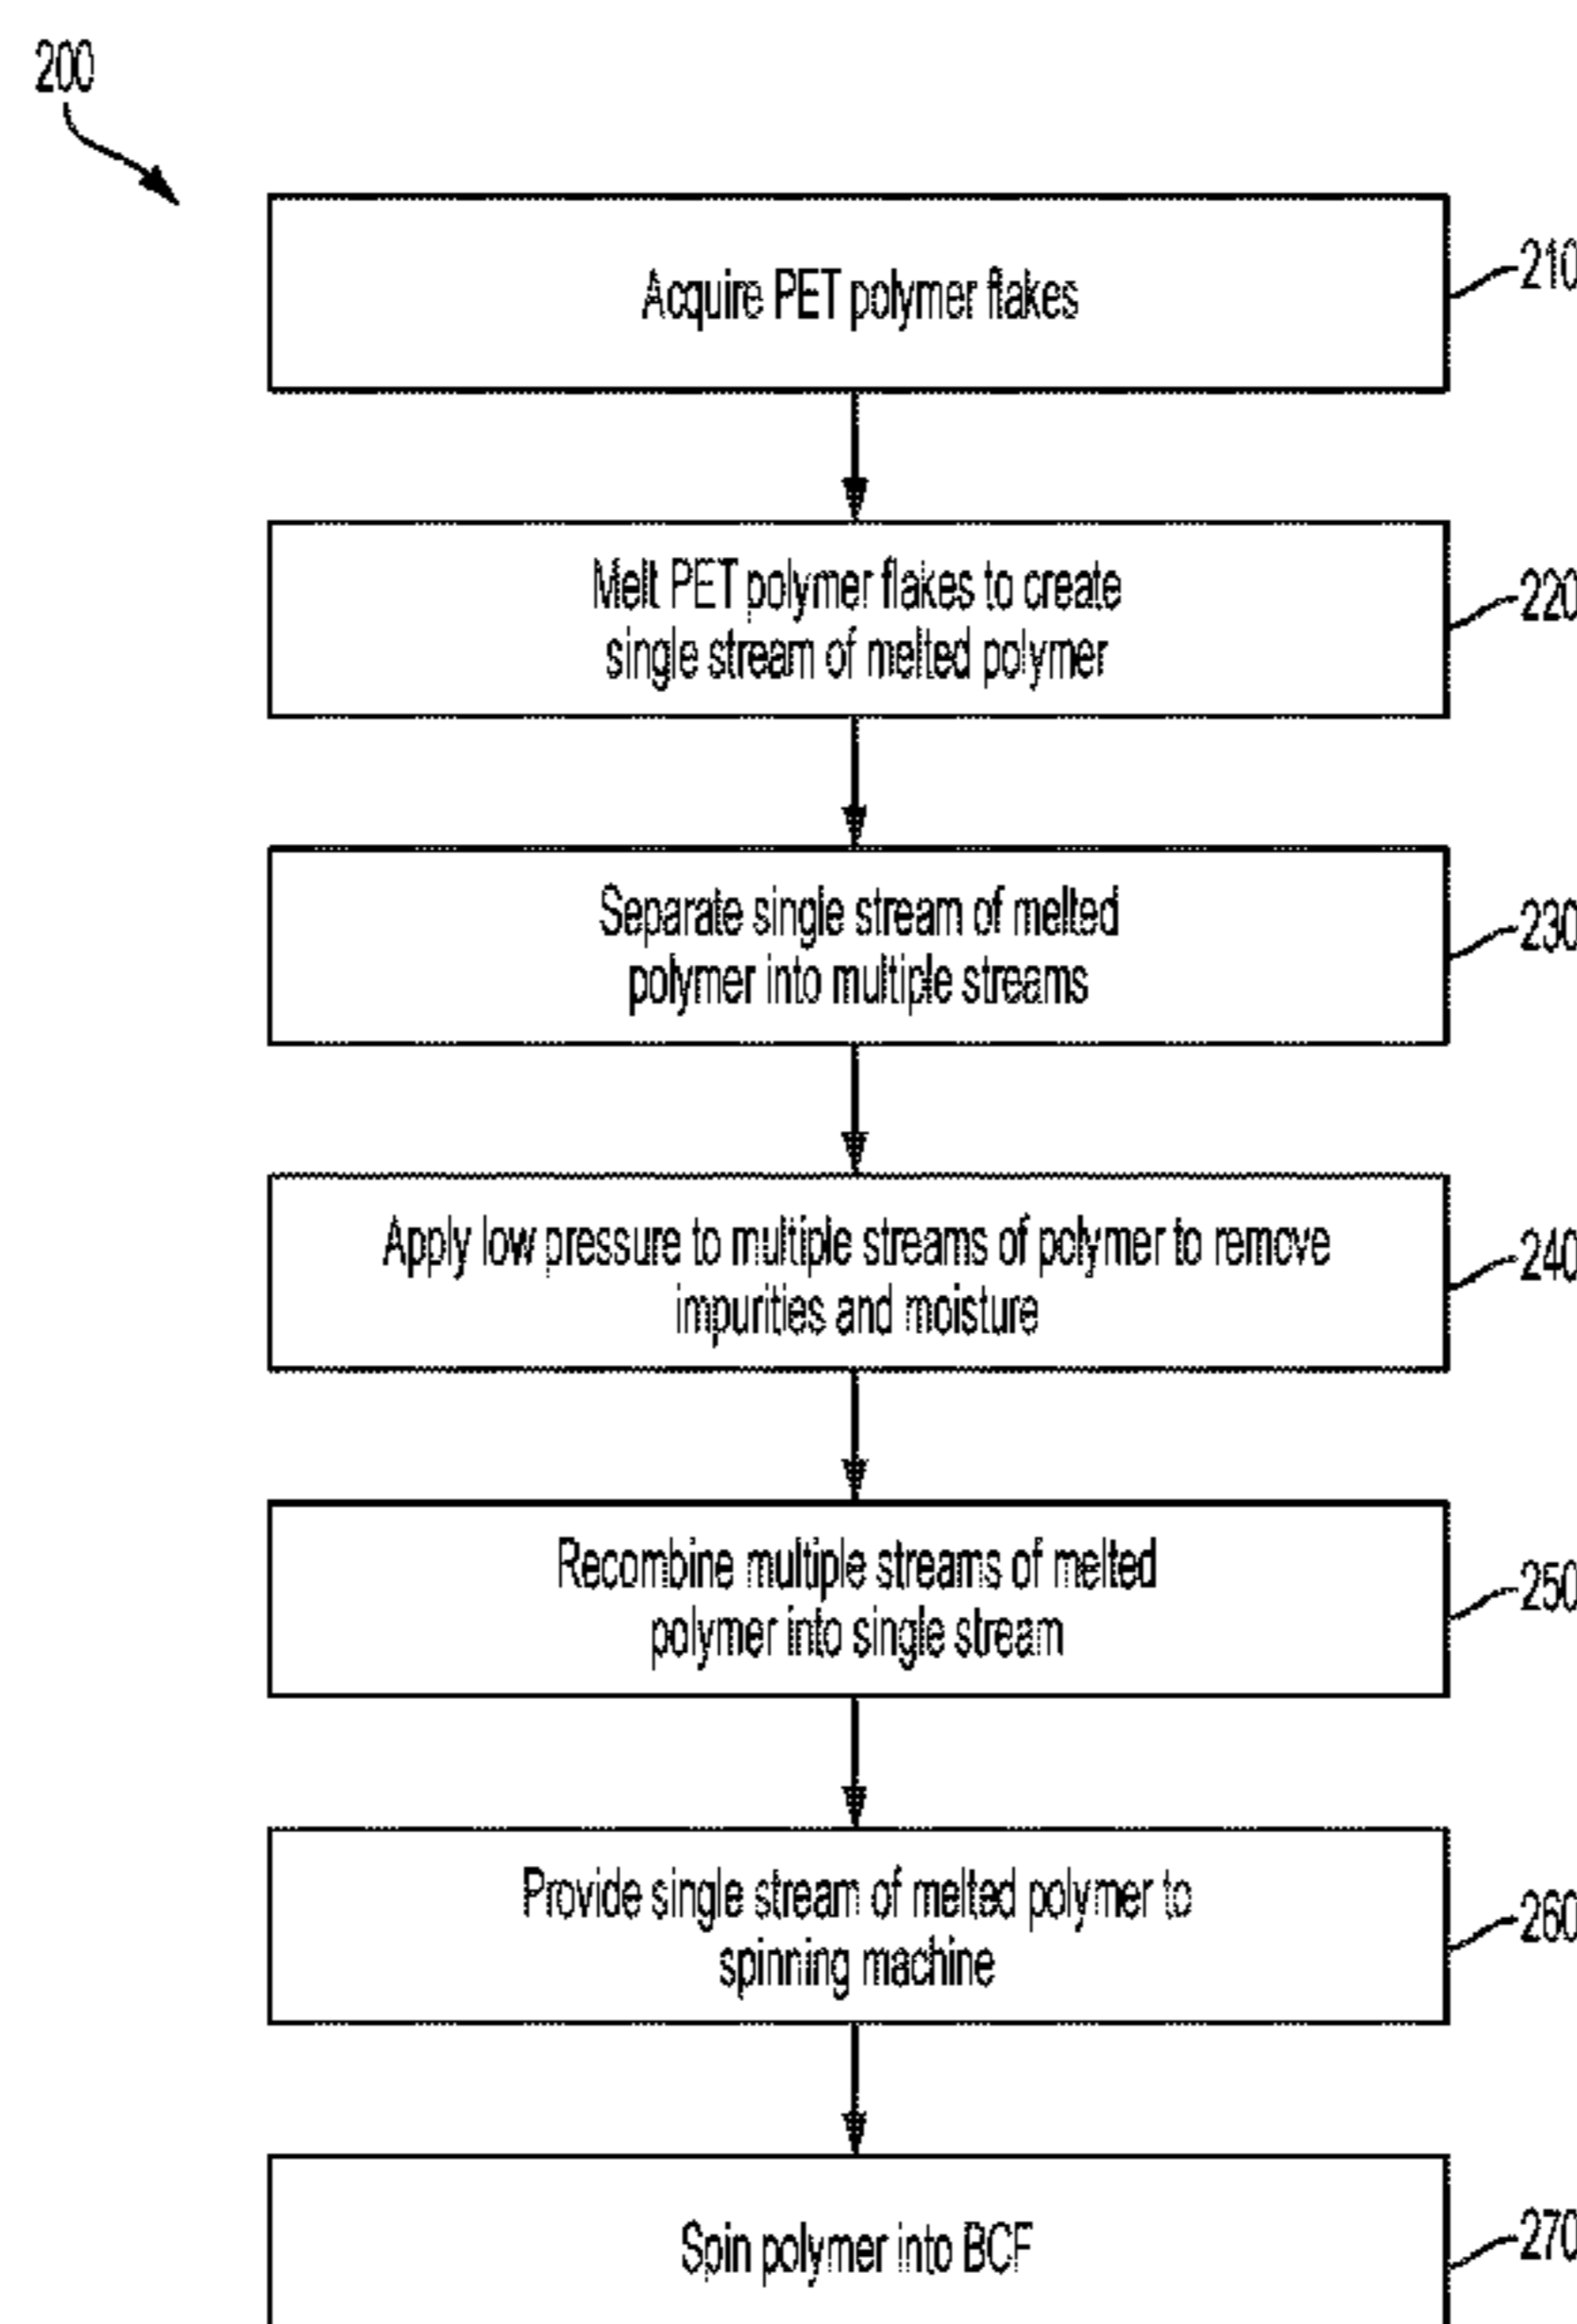 200
Acquire PET polymer flakes
210
Melt PET polymer flakes to create
single stream of melted polymer
220
Separate single stream of melted
polymer into multiple streams
230
Apply low pressure to multiple streams of polymer to remove
impurities and moisture
240
Recombine multiple streams of melted
polymer into single stream
250
Provide single stream of melted polymer to
spinning machine
260
Spin polymer into BCF
270